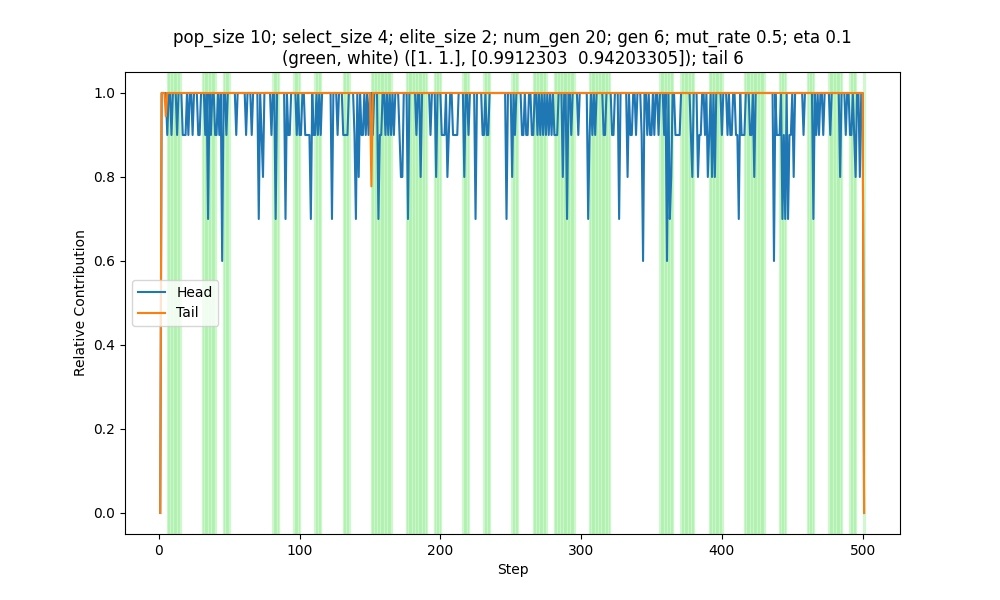 pop_size 10; select_size 4; elite_size 2; num_gen 20; gen 6; mut_rate 0.5; eta 0.1
(green, white) ([1. 1.], [0.9912303  0.94203305]); tail 6
1.0
0.8
0.6
0.4
0.2
0.0
Relative Contribution
Head
Tail
0
100
200
300
400
500
Step